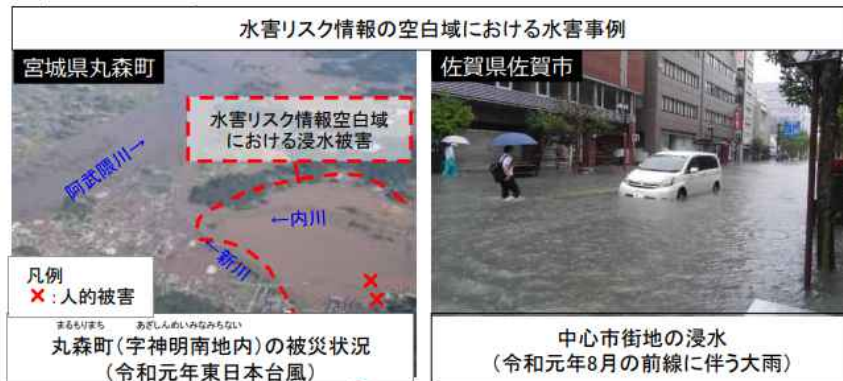 水害リスク情報の空白域における水害事例
宮城県丸森町
水害リスク情報空白域
における浸水被害
阿武隈川→
←内川
←新川
凡例
×:人的被害
まるもりまち あざしんめいみなみちない
丸森町(字神明南地内)の被災状況
(令和元年東日本台風)
佐賀県佐賀市
中心市街地の浸水
(令和元年8月の前線に伴う大雨)